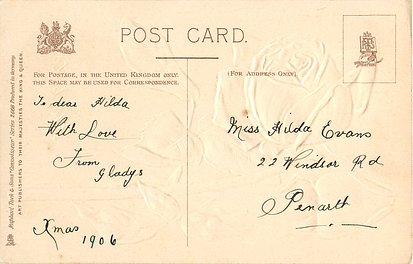 POST CARD.
FOR POSTAGE, IN THE UNITED KINGDOM ONLY,
THIS SPACE MAY BE USED FOR CORRESPONDENCE.
(FOR ADDRESS ONLY)
To dear Hilda
With Love
From
Gladys
Xmas
1906
Miss Hilda Evans
22 Windsor Rd
Penarth
ART PUBLISHERS TO THEIR MAJESTIES THE KING & QUEEN.